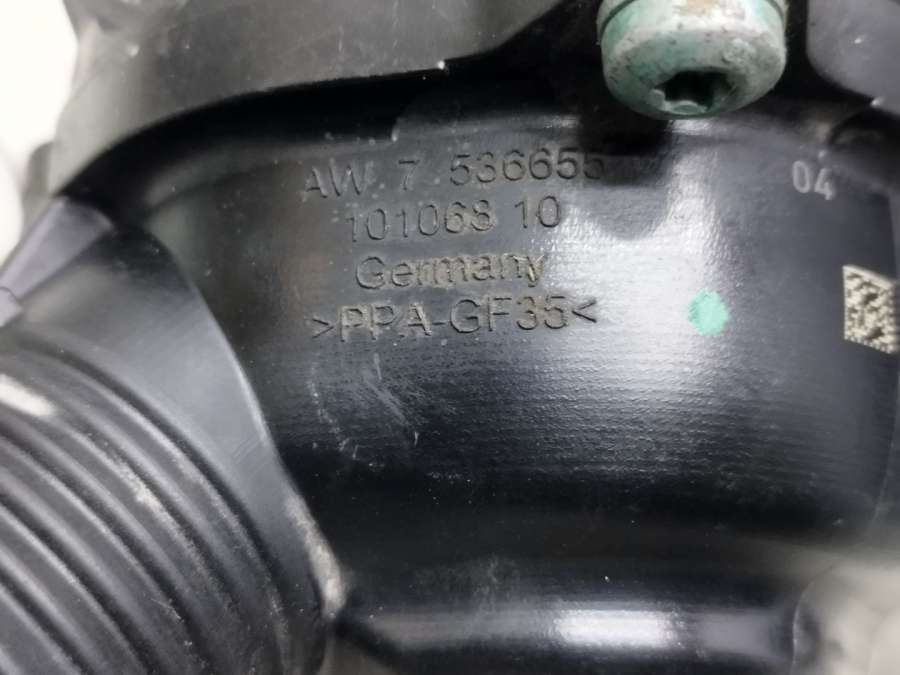 AW 7 536655
04
101068 10
Germany
>PPA-GF35<